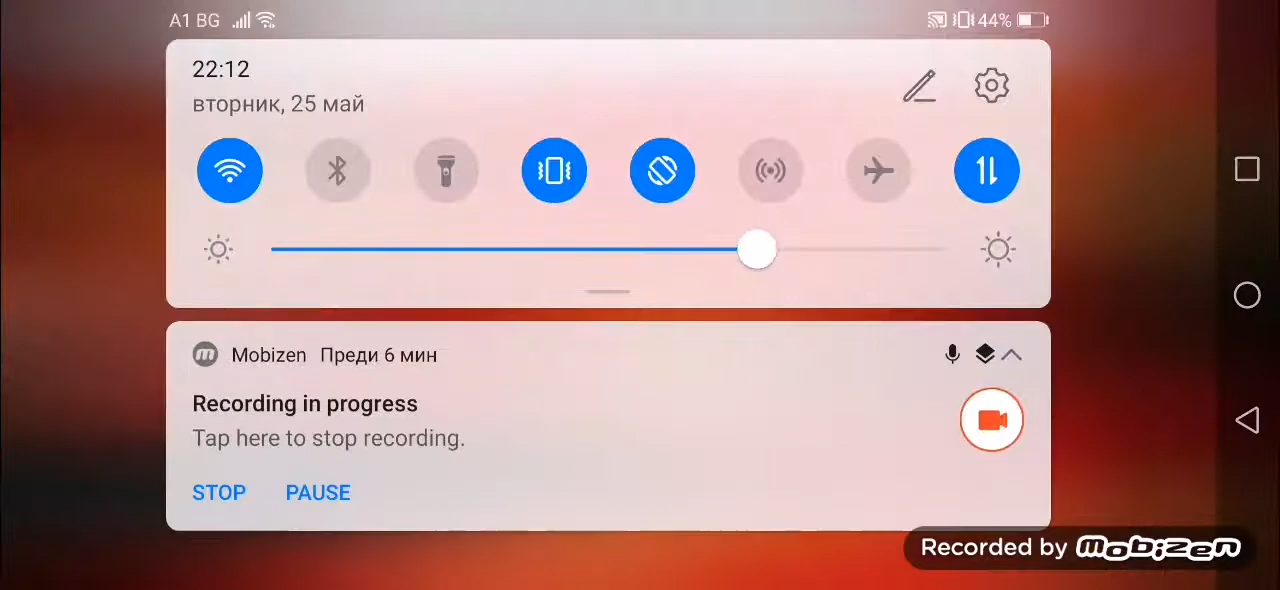 A1 BG 44%
22:12
вторник, 25 май
Mobizen Преди 6 мин
Recording in progress
Tap here to stop recording.
STOP PAUSE
Recorded by mobizen